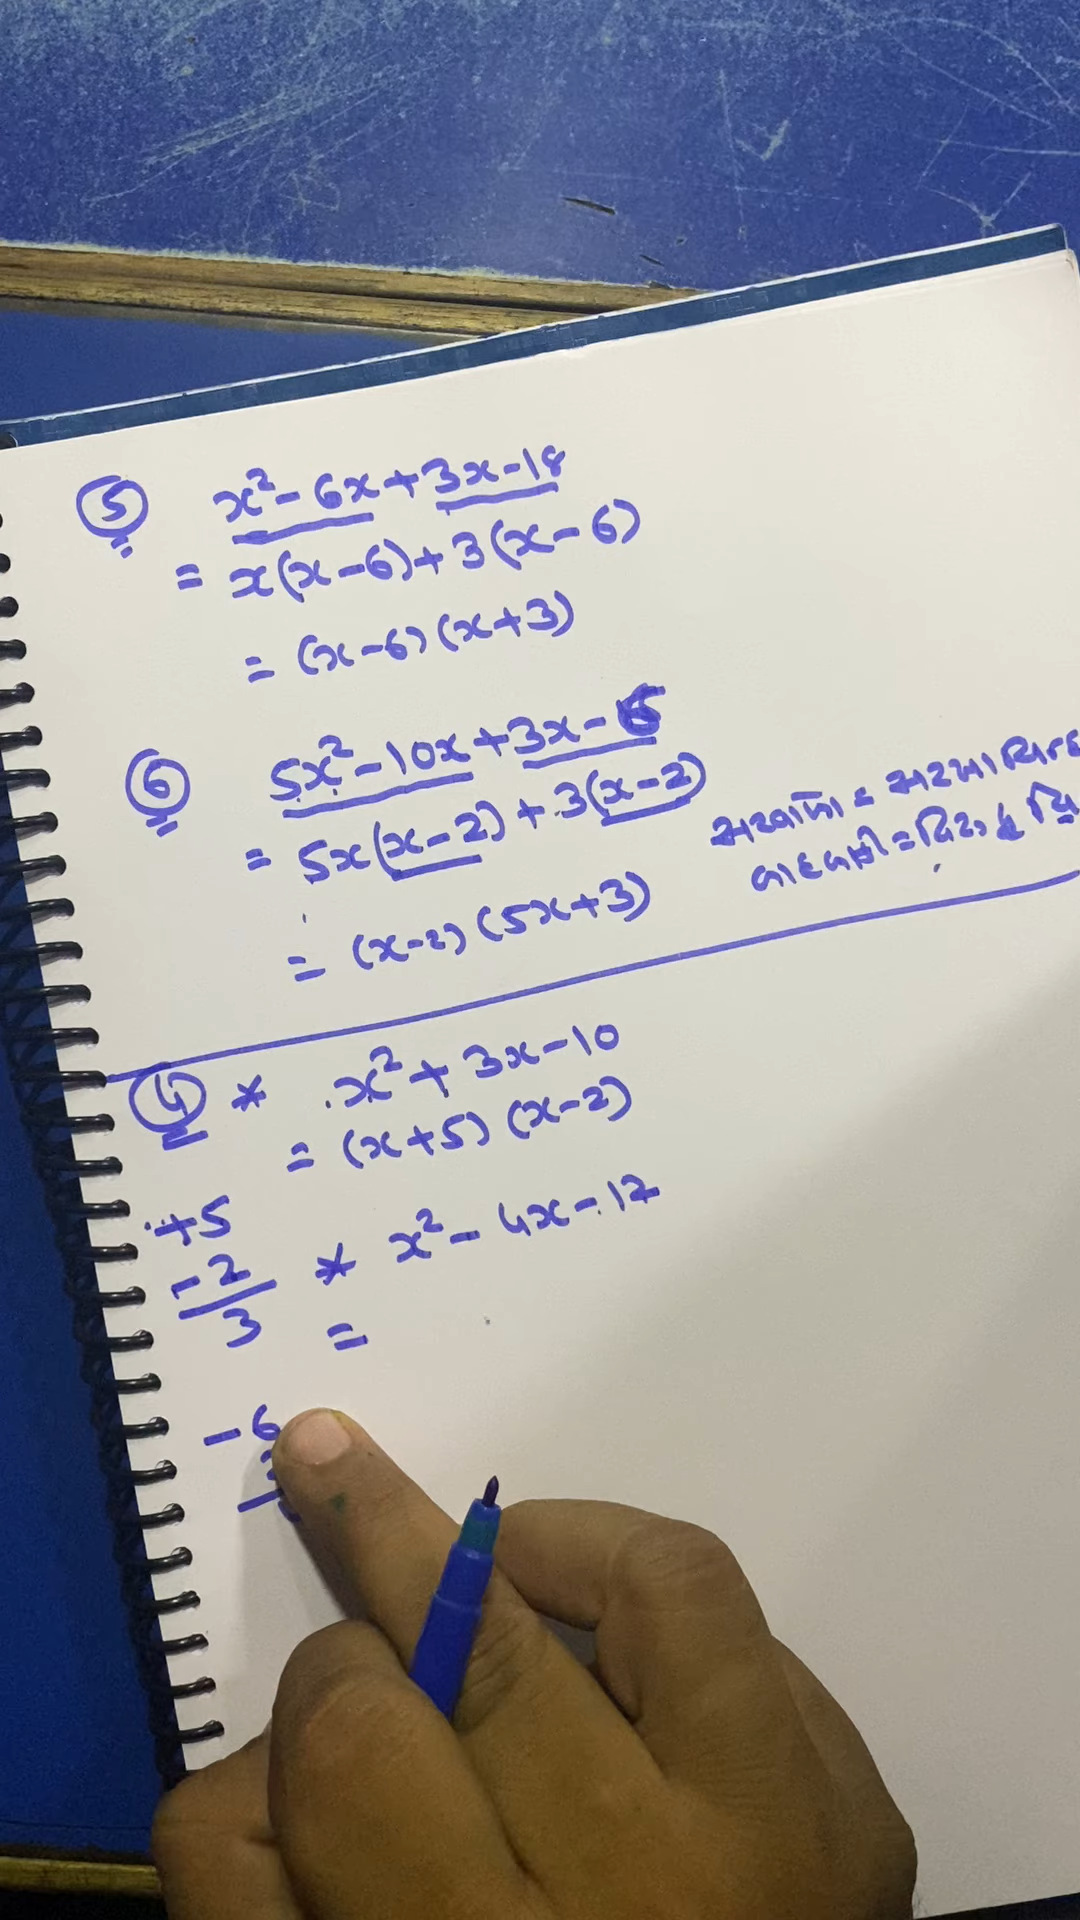 5 x² - 6x + 3x - 18
= x(x - 6) + 3(x - 6)
= (x - 6) (x + 3)
6 5x² - 10x + 3x - 6
= 5x(x - 2) + 3(x - 2)
= (x - 2) (5x + 3)
4 * x² + 3x - 10
= (x + 5) (x - 2)
+5
-2
3
* x² - 4x - 12
=
- 6